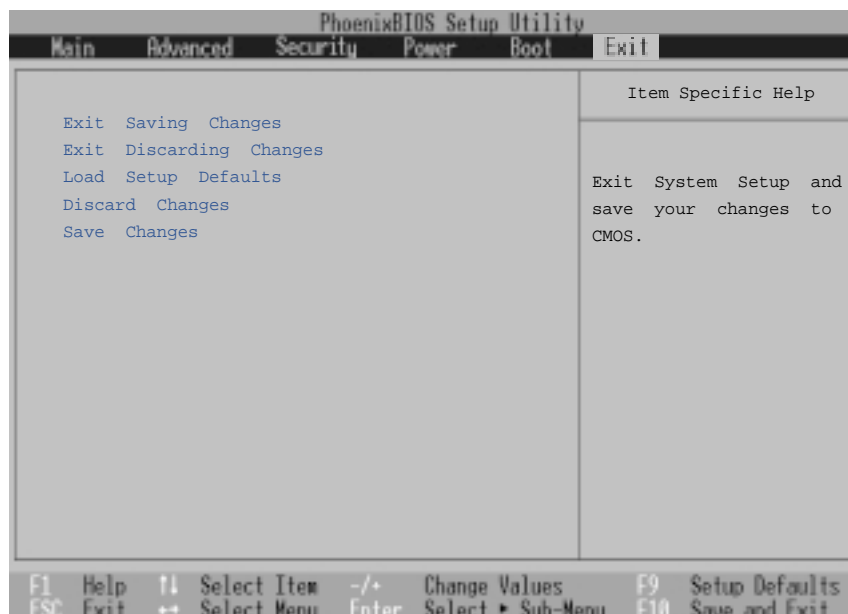 PhoenixBIOS Setup Utility
Main Advanced Security Power Boot Exit
Item Specific Help
Exit Saving Changes
Exit Discarding Changes
Load Setup Defaults
Discard Changes
Save Changes
Exit System Setup and
save your changes to
CMOS.
F1 Help ↑↓ Select Item -/+ Change Values F9 Setup Defaults
ESC Exit ↔ Select Menu Enter Select ▸ Sub-Menu F10 Save and Exit